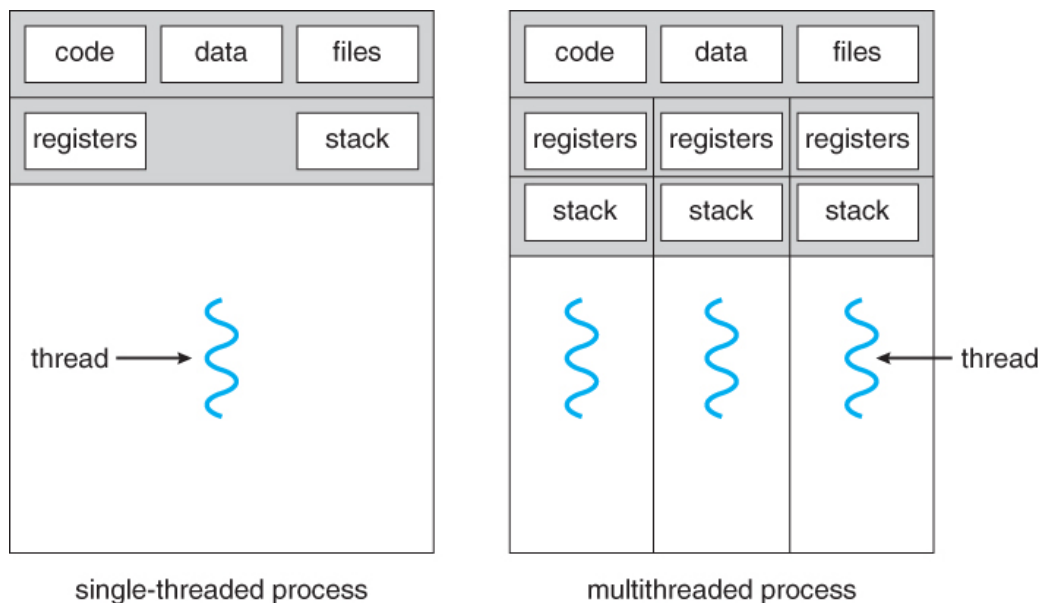 code data files
registers stack
thread
single-threaded process
code data files
registers registers registers
stack stack stack
thread
multithreaded process